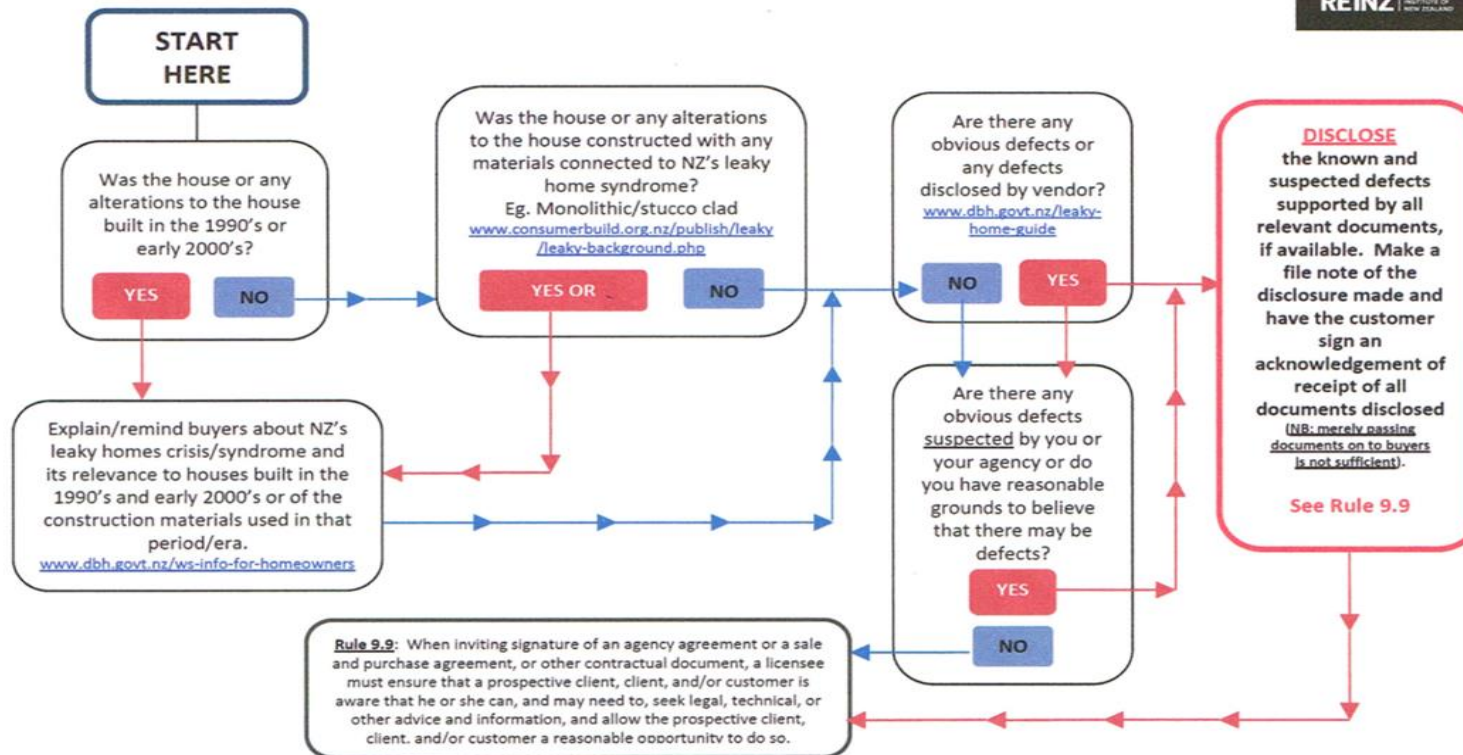 REINZ
INSTITUTE OF
NEW ZEALAND
START
HERE
Was the house or any
alterations to the house
built in the 1990's or
early 2000's?
YES
NO
Was the house or any alterations
to the house constructed with any
materials connected to NZ's leaky
home syndrome?
Eg. Monolithic/stucco clad
www.consumerbuild.org.nz/publish/leaky
/leaky-background.php
YES OR
NO
Are there any
obvious defects or
any defects
disclosed by vendor?
www.dbh.govt.nz/leaky-
home-guide
NO
YES
DISCLOSE
the known and
suspected defects
supported by all
relevant documents,
if available. Make a
file note of the
disclosure made and
have the customer
sign an
acknowledgement of
receipt of all
documents disclosed
(NB: merely passing
documents on to buyers
is not sufficient).
See Rule 9.9
Explain/remind buyers about NZ's
leaky homes crisis/syndrome and
its relevance to houses built in the
1990's and early 2000's or of the
construction materials used in that
period/era.
www.dbh.govt.nz/ws-info-for-homeowners
Are there any
obvious defects
suspected by you or
your agency or do
you have reasonable
grounds to believe
that there may be
defects?
YES
NO
Rule 9.9: When inviting signature of an agency agreement or a sale
and purchase agreement, or other contractual document, a licensee
must ensure that a prospective client, client, and/or customer is
aware that he or she can, and may need to, seek legal, technical, or
other advice and information, and allow the prospective client,
client, and/or customer a reasonable opportunity to do so.